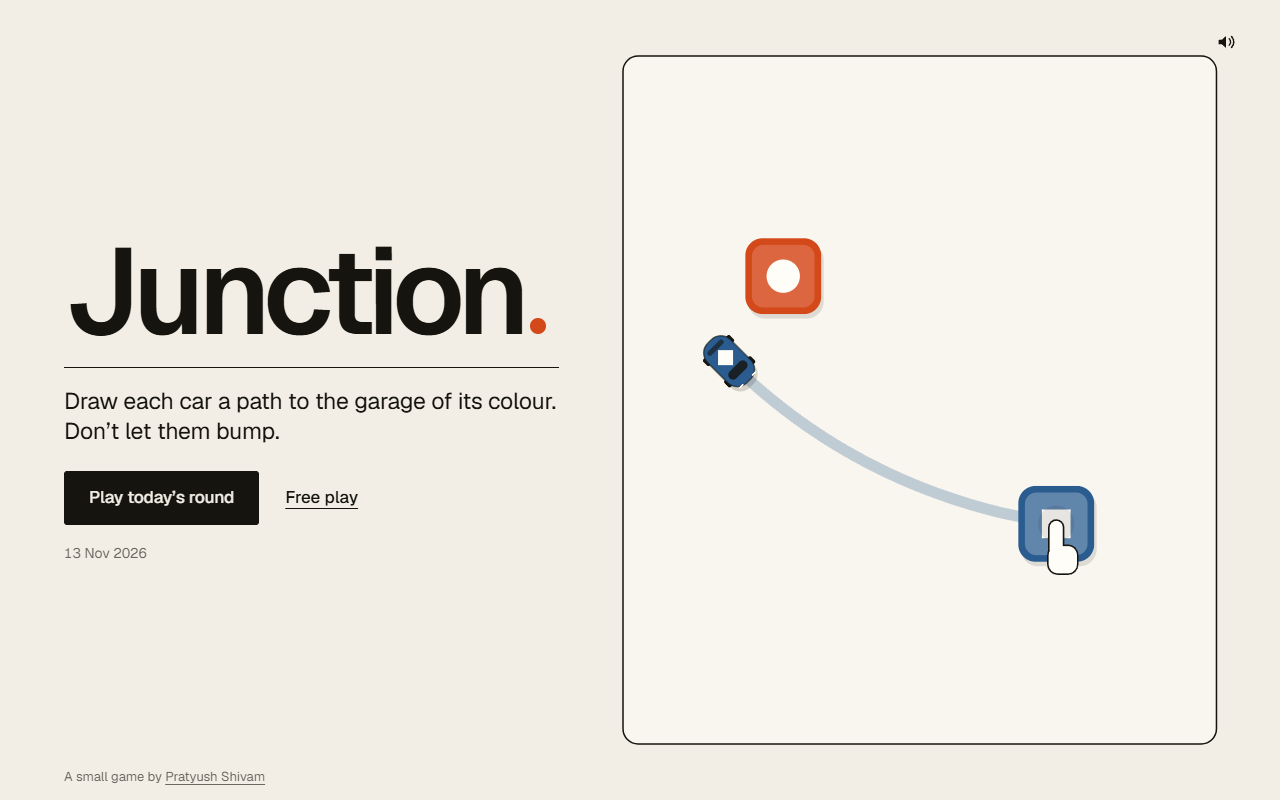 Junction.
Draw each car a path to the garage of its colour.
Don’t let them bump.
Play today’s round
Free play
13 Nov 2026
A small game by Pratyush Shivam